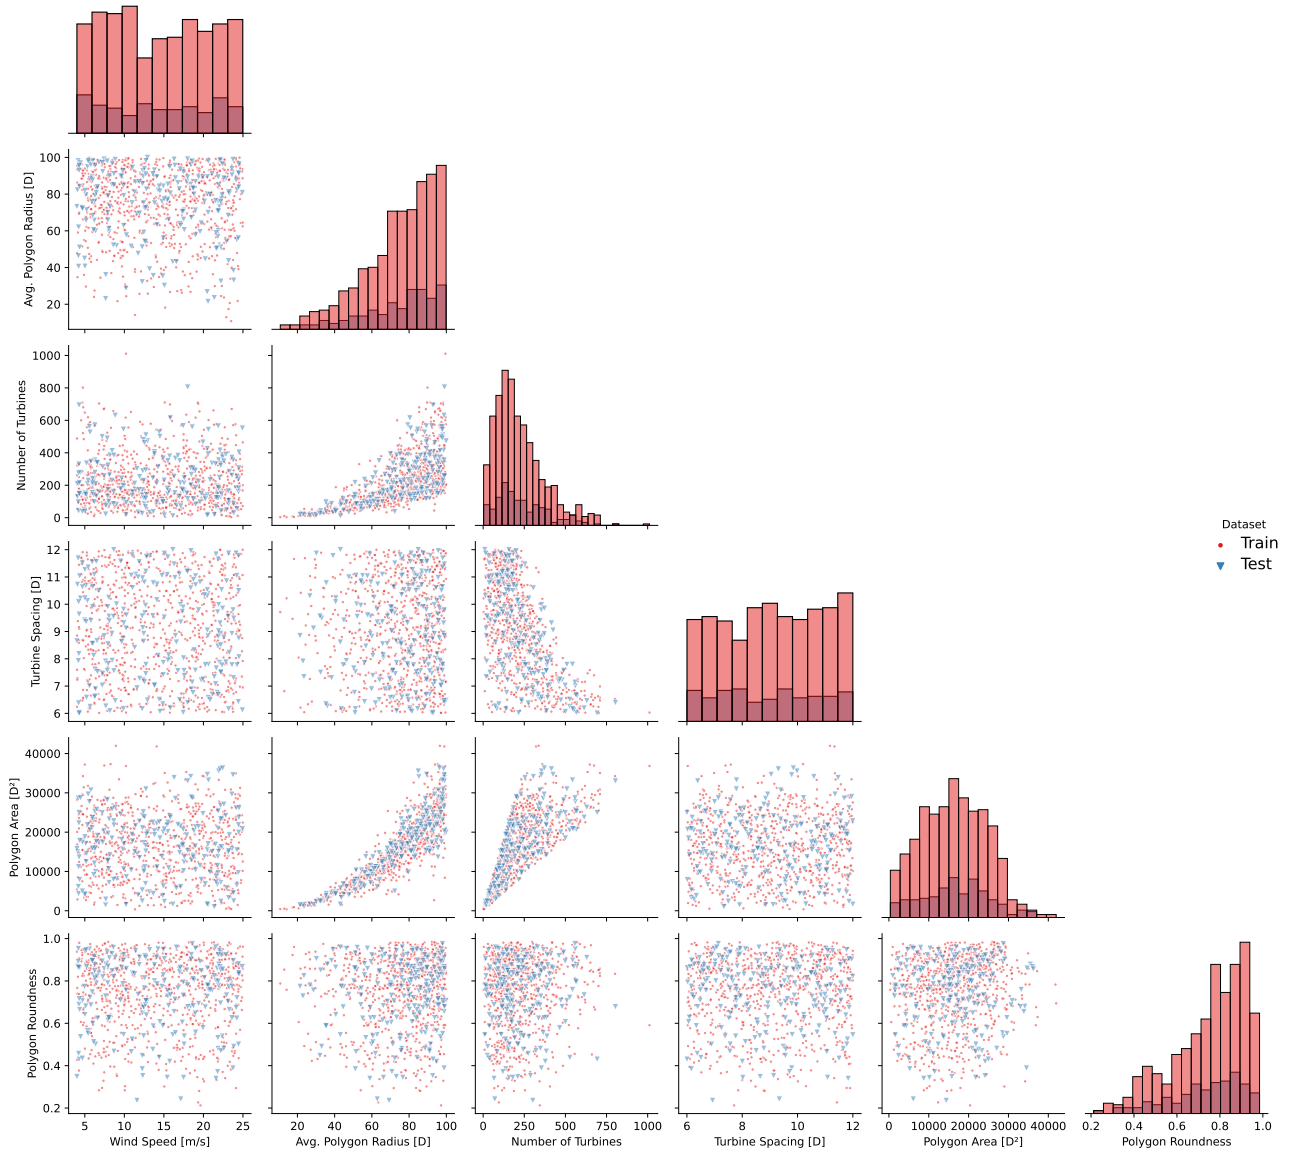 100
80
60
40
20
Avg. Polygon Radius [D]
1000
800
600
400
200
0
Number of Turbines
12
11
10
9
8
7
6
Turbine Spacing [D]
Dataset
Train
Test
40000
30000
20000
10000
0
Polygon Area [D²]
1.0
0.8
0.6
0.4
0.2
Polygon Roundness
5 10 15 20 25
Wind Speed [m/s]
20 40 60 80 100
Avg. Polygon Radius [D]
0 250 500 750 1000
Number of Turbines
6 8 10 12
Turbine Spacing [D]
0 10000 20000 30000 40000
Polygon Area [D²]
0.2 0.4 0.6 0.8 1.0
Polygon Roundness